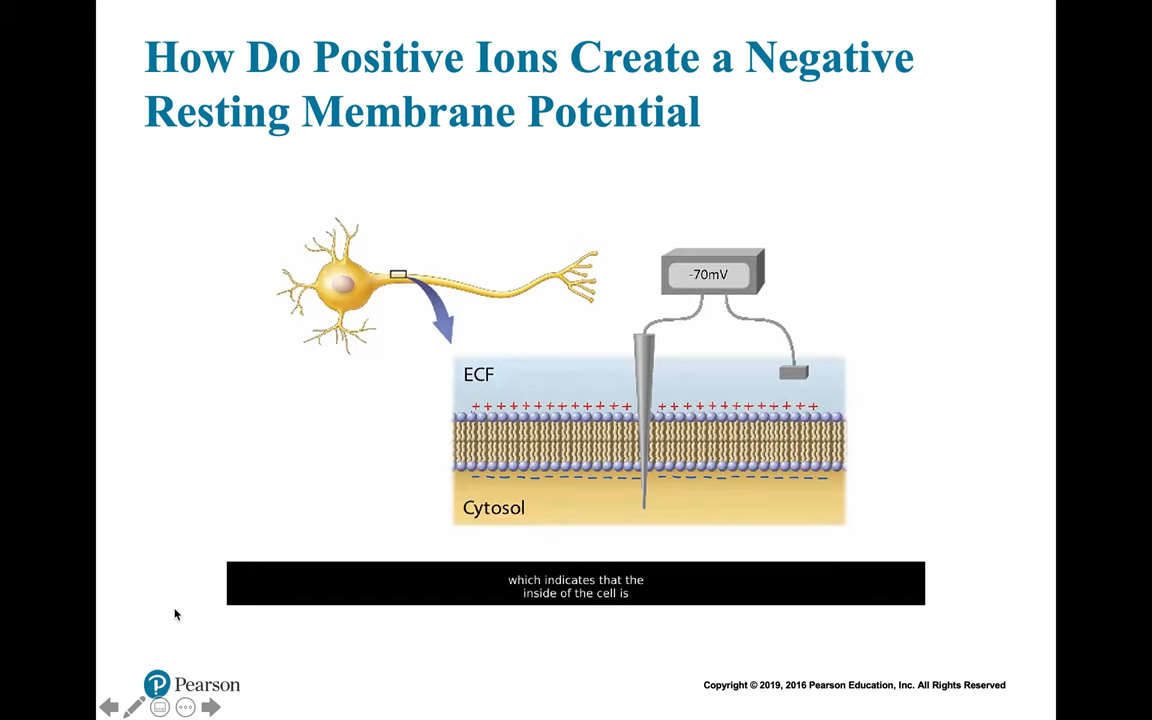 How Do Positive Ions Create a Negative
Resting Membrane Potential
-70mV
ECF
+ + + + + + + + + + + + + + + + + + + + + + + + + + +
Cytosol
which indicates that the
inside of the cell is
Pearson
Copyright © 2019, 2016 Pearson Education, Inc. All Rights Reserved